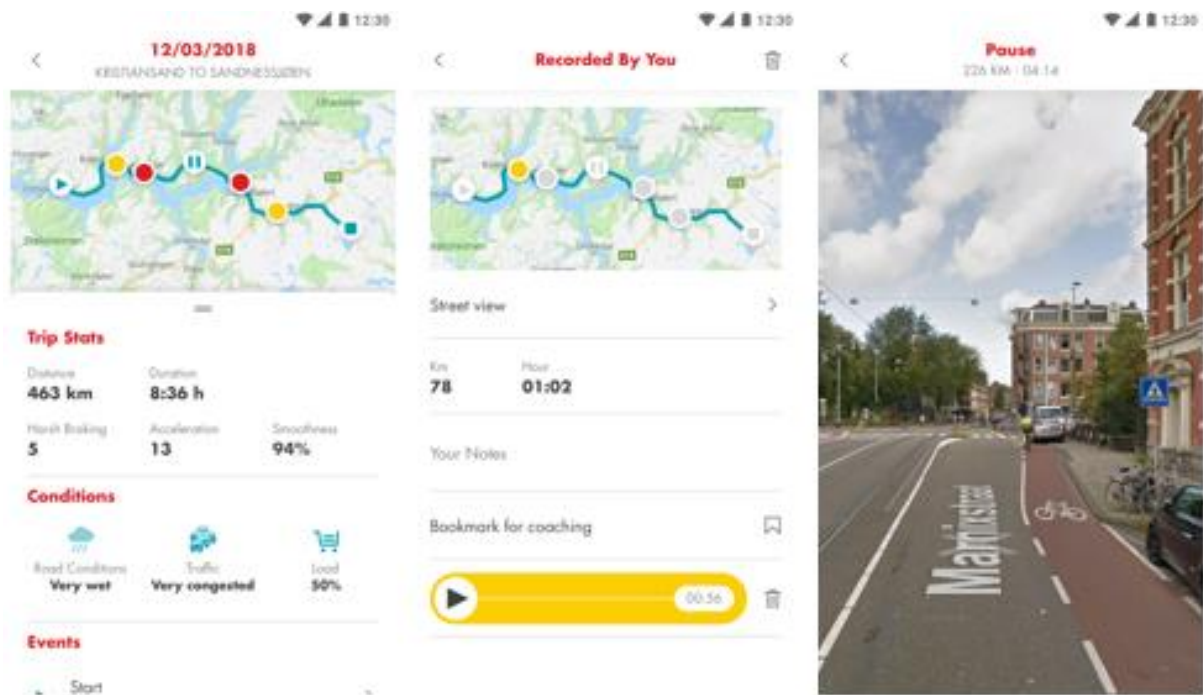 12:30
12/03/2018
KRISTIANSAND TO SANDNESSJØEN
Trip Stats
Distance
Duration
463 km
8:36 h
Harsh Braking
Acceleration
Smoothness
5
13
94%
Conditions
Road Conditions
Traffic
Load
Very wet
Very congested
50%
Events
Start
12:30
Recorded By You
Street view
Km
Hour
78
01:02
Your Notes
Bookmark for coaching
00:56
12:30
Pause
226 KM - 04:14
Marnixstraat